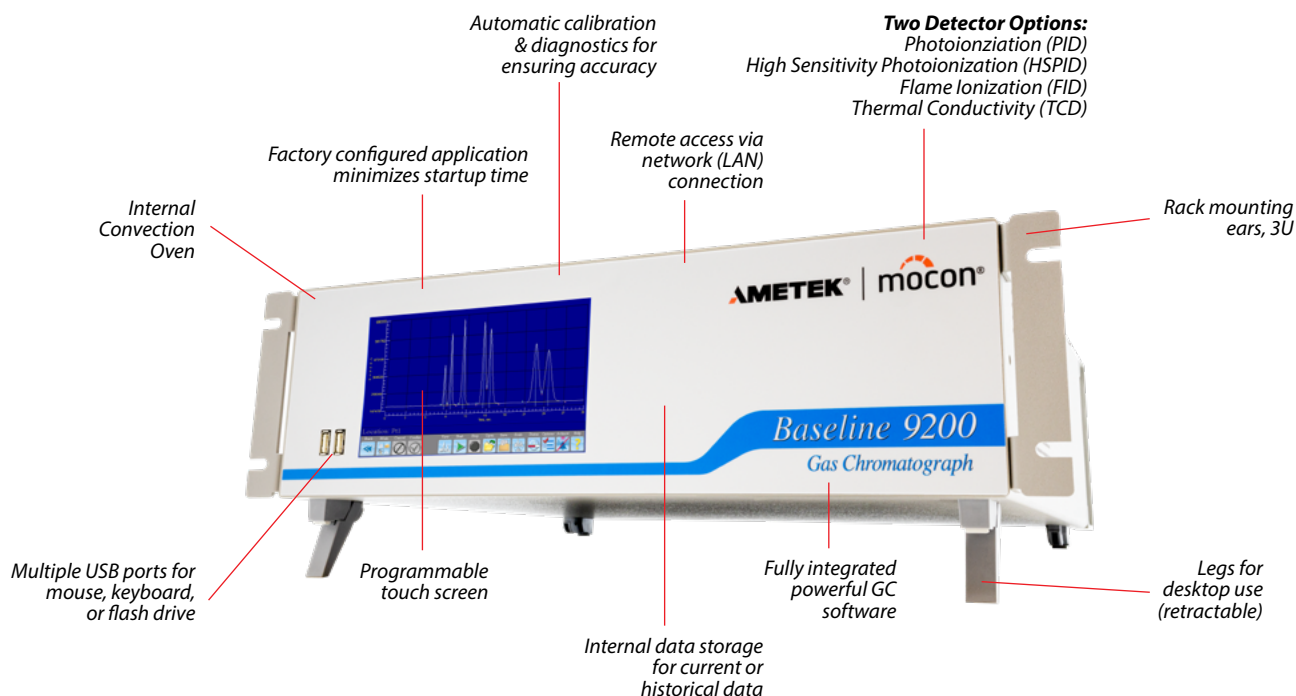 Automatic calibration
& diagnostics for
ensuring accuracy
Two Detector Options:
Photoionziation (PID)
High Sensitivity Photoionization (HSPID)
Flame Ionization (FID)
Thermal Conductivity (TCD)
Factory configured application
minimizes startup time
Remote access via
network (LAN)
connection
Internal
Convection
Oven
Rack mounting
ears, 3U
AMETEK® | mocon®
Baseline 9200
Gas Chromatograph
Multiple USB ports for
mouse, keyboard,
or flash drive
Programmable
touch screen
Fully integrated
powerful GC
software
Legs for
desktop use
(retractable)
Internal data storage
for current or
historical data